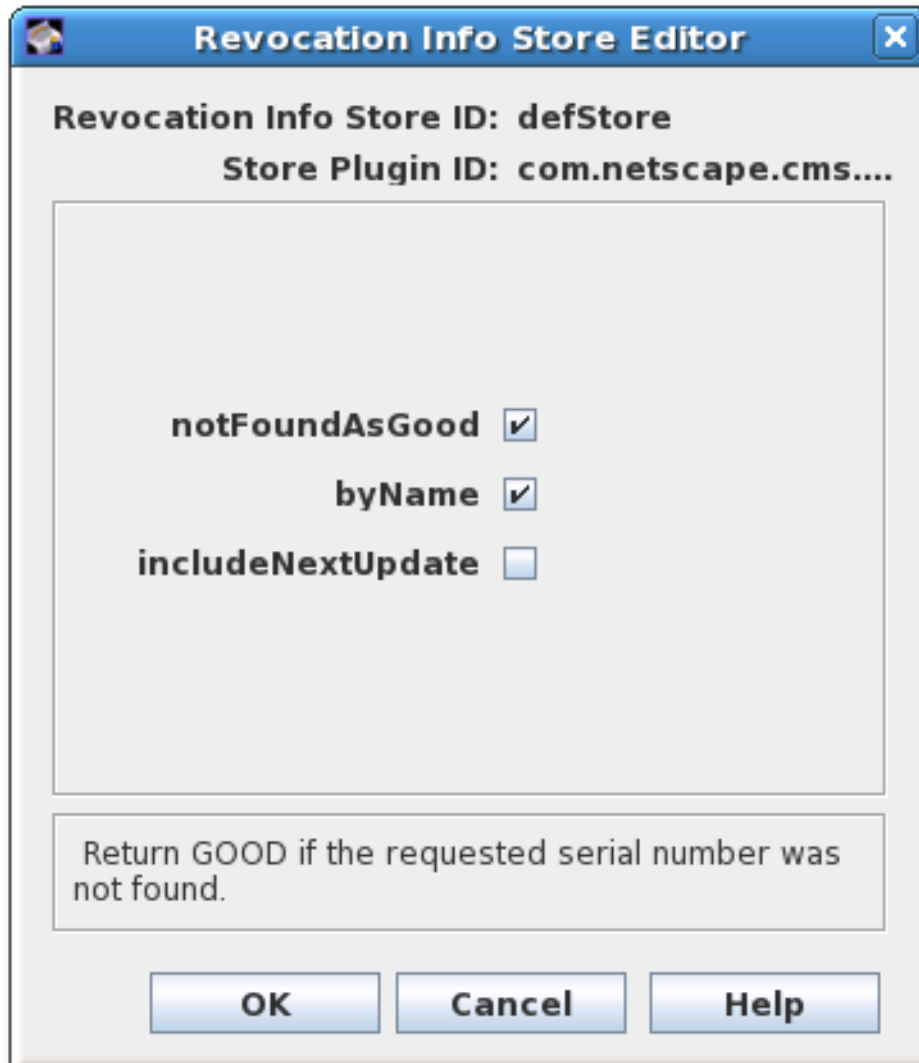 Revocation Info Store Editor
Revocation Info Store ID: defStore
Store Plugin ID: com.netscape.cms....
notFoundAsGood
byName
includeNextUpdate
Return GOOD if the requested serial number was
not found.
OK Cancel Help